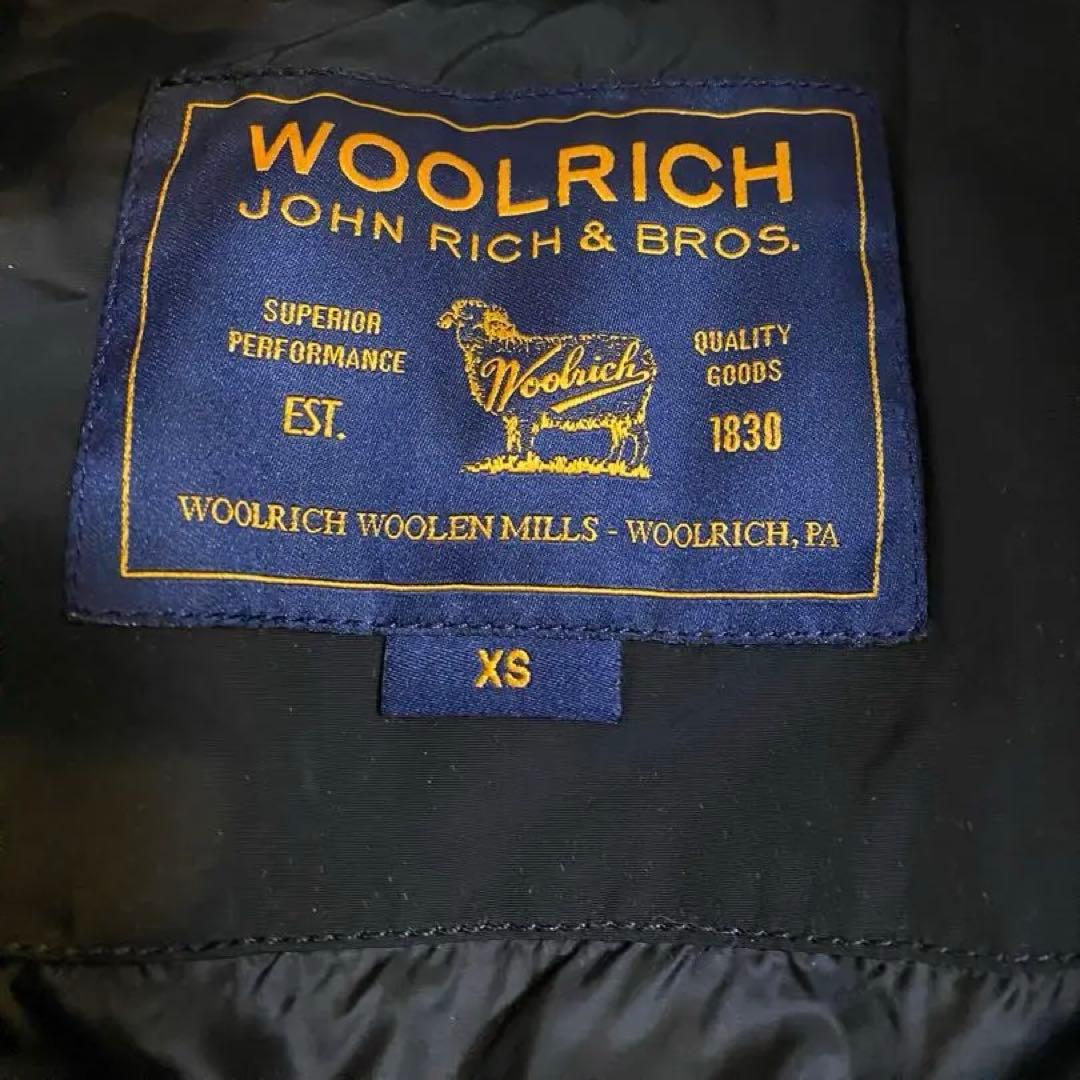 WOOLRICH
JOHN RICH & BROS.
SUPERIOR
PERFORMANCE
EST.
Woolrich
QUALITY
GOODS
1830
WOOLRICH WOOLEN MILLS - WOOLRICH, PA
XS